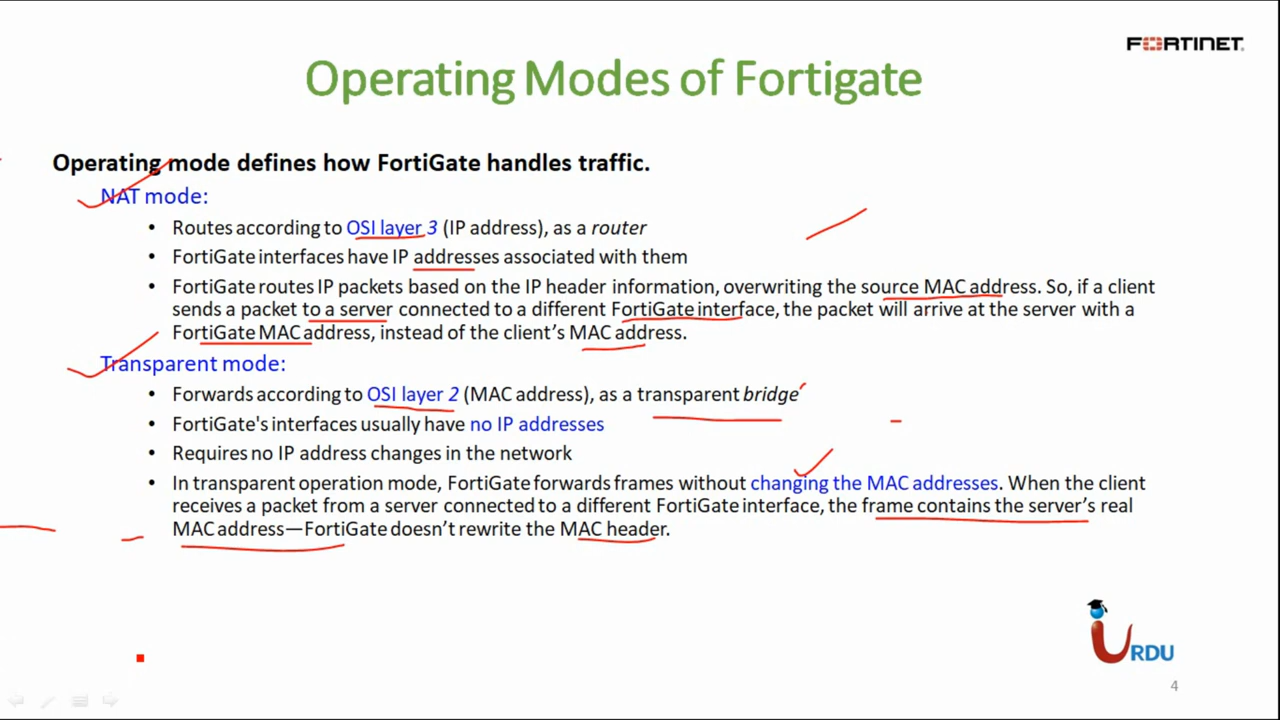 FORTINET
Operating Modes of Fortigate
Operating mode defines how FortiGate handles traffic.
NAT mode:
• Routes according to OSI layer 3 (IP address), as a router
• FortiGate interfaces have IP addresses associated with them
• FortiGate routes IP packets based on the IP header information, overwriting the source MAC address. So, if a client
sends a packet to a server connected to a different FortiGate interface, the packet will arrive at the server with a
FortiGate MAC address, instead of the client’s MAC address.
Transparent mode:
• Forwards according to OSI layer 2 (MAC address), as a transparent bridge
• FortiGate's interfaces usually have no IP addresses
• Requires no IP address changes in the network
• In transparent operation mode, FortiGate forwards frames without changing the MAC addresses. When the client
receives a packet from a server connected to a different FortiGate interface, the frame contains the server’s real
MAC address—FortiGate doesn’t rewrite the MAC header.
iURDU
4